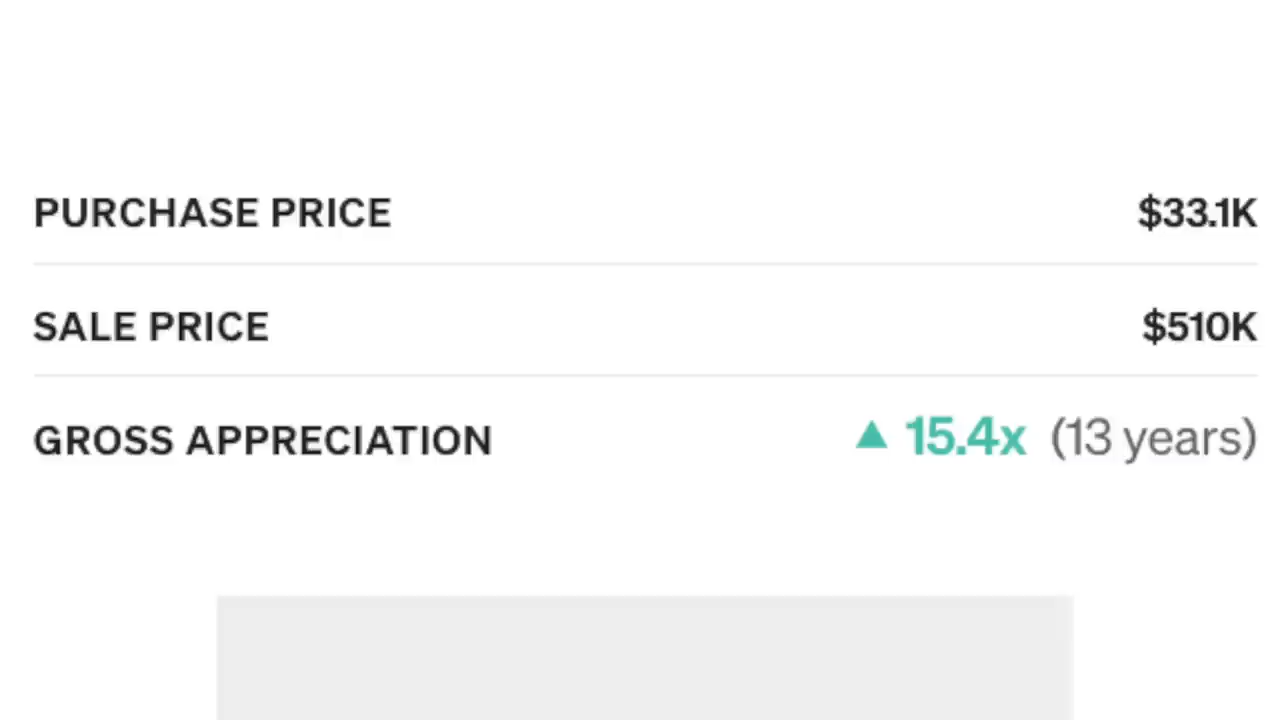 PURCHASE PRICE $33.1K
SALE PRICE $510K
GROSS APPRECIATION ▲ 15.4x (13 years)